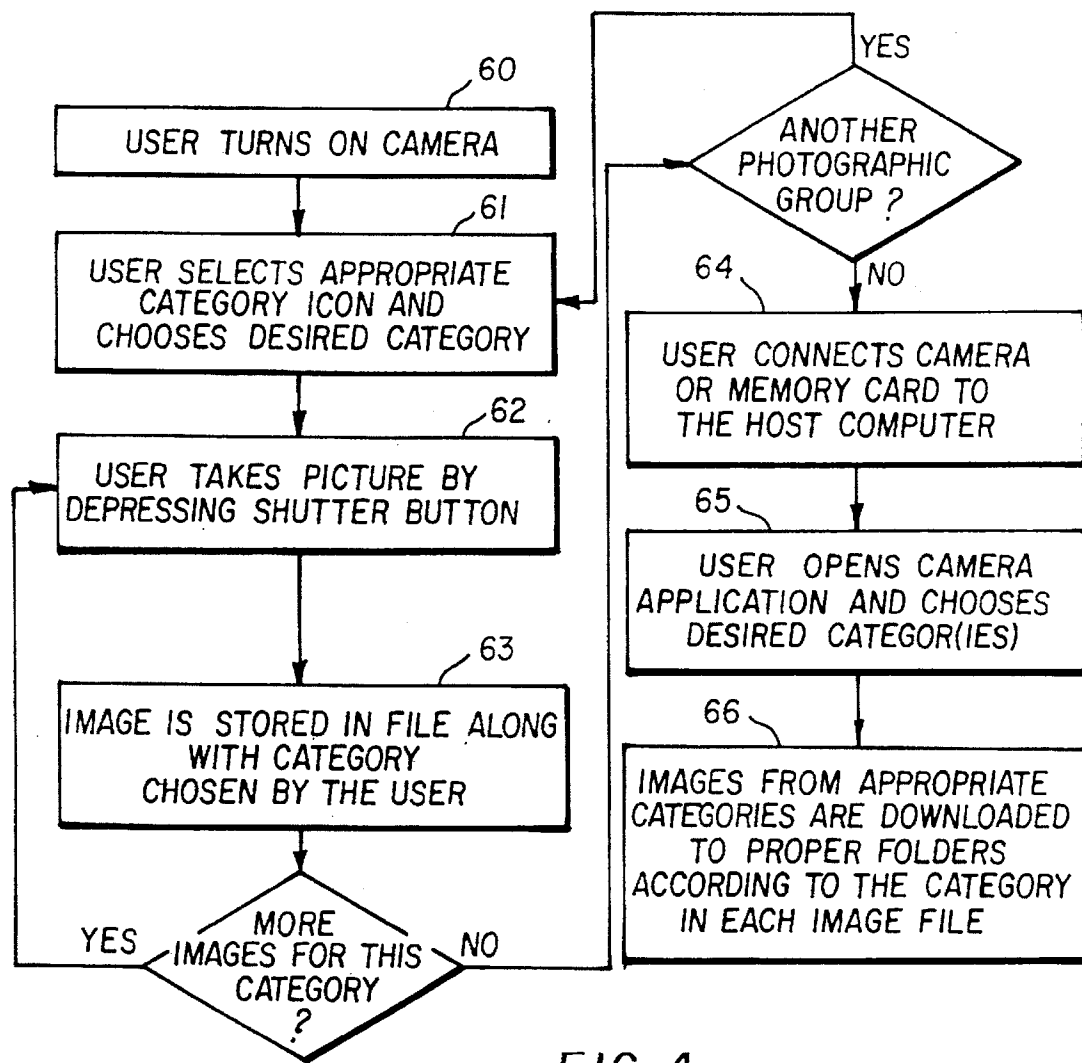 60
USER TURNS ON CAMERA
61
USER SELECTS APPROPRIATE
CATEGORY ICON AND
CHOOSES DESIRED CATEGORY
62
USER TAKES PICTURE BY
DEPRESSING SHUTTER BUTTON
63
IMAGE IS STORED IN FILE ALONG
WITH CATEGORY
CHOSEN BY THE USER
MORE
IMAGES FOR THIS
CATEGORY
?
YES
NO
ANOTHER
PHOTOGRAPHIC
GROUP ?
YES
NO
64
USER CONNECTS CAMERA
OR MEMORY CARD TO
THE HOST COMPUTER
65
USER OPENS CAMERA
APPLICATION AND CHOOSES
DESIRED CATEGOR(IES)
66
IMAGES FROM APPROPRIATE
CATEGORIES ARE DOWNLOADED
TO PROPER FOLDERS
ACCORDING TO THE CATEGORY
IN EACH IMAGE FILE